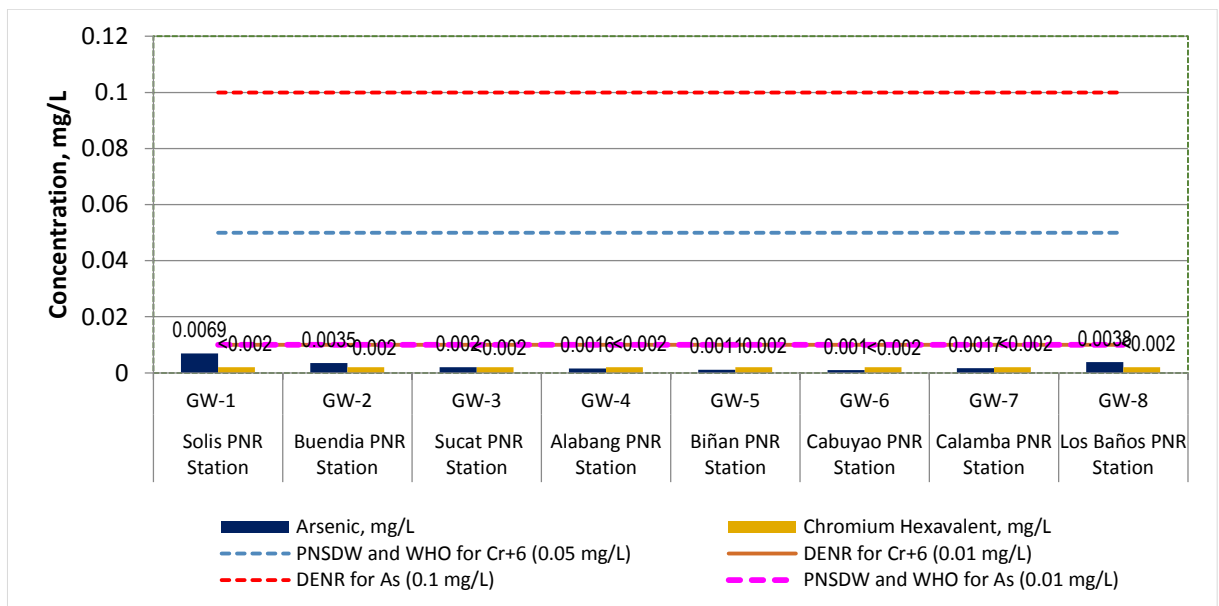 0.12
0.1
0.08
0.06
0.04
0.02
0
Concentration, mg/L
0.0069 <0.002 0.0035 0.002 0.002 <0.002 0.0016 <0.002 0.0011 0.002 0.001 <0.002 0.0017 <0.002 0.0038 <0.002
GW-1 GW-2 GW-3 GW-4 GW-5 GW-6 GW-7 GW-8
Solis PNR Buendia PNR Sucat PNR Alabang PNR Biñan PNR Cabuyao PNR Calamba PNR Los Baños PNR
Station Station Station Station Station Station Station Station
Arsenic, mg/L Chromium Hexavalent, mg/L
PNSDW and WHO for Cr+6 (0.05 mg/L) DENR for Cr+6 (0.01 mg/L)
DENR for As (0.1 mg/L) PNSDW and WHO for As (0.01 mg/L)